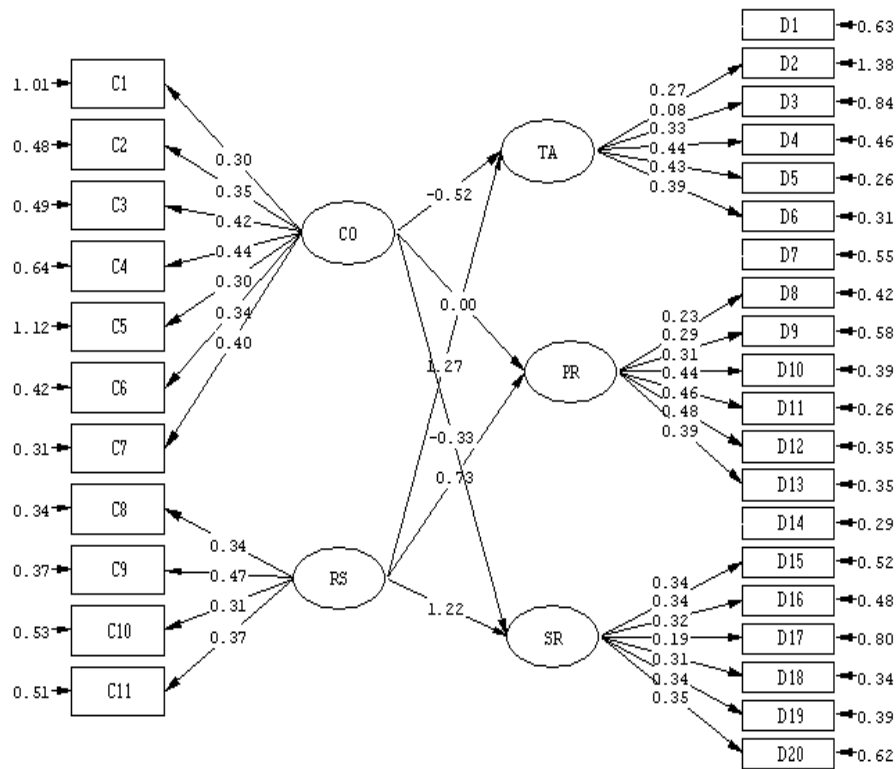 D1
0.63
D2
1.38
D3
0.84
D4
0.46
D5
0.26
D6
0.31
D7
0.55
D8
0.42
D9
0.58
D10
0.39
D11
0.26
D12
0.35
D13
0.35
D14
0.29
D15
0.52
D16
0.48
D17
0.80
D18
0.34
D19
0.39
D20
0.62
1.01
C1
0.48
C2
0.49
C3
0.64
C4
1.12
C5
0.42
C6
0.31
C7
0.34
C8
0.37
C9
0.53
C10
0.51
C11
0.30
0.35
0.42
0.44
0.30
0.34
0.40
CO
0.34
0.47
0.31
0.37
RS
-0.52
0.00
1.27
-0.33
0.73
1.22
TA
0.27
0.08
0.33
0.44
0.43
0.39
PR
0.23
0.29
0.31
0.44
0.46
0.48
0.39
SR
0.34
0.34
0.32
0.19
0.31
0.34
0.35